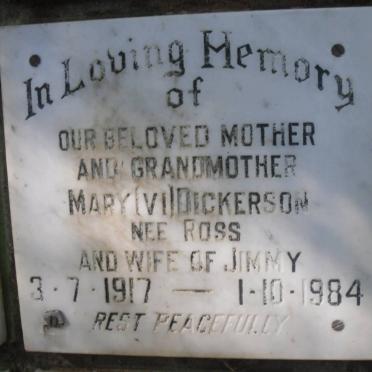 In Loving Memory
of
OUR BELOVED MOTHER
AND GRANDMOTHER
MARY (VI) DICKERSON
NEE ROSS
AND WIFE OF JIMMY
3-7-1917 — 1-10-1984
REST PEACEFULLY